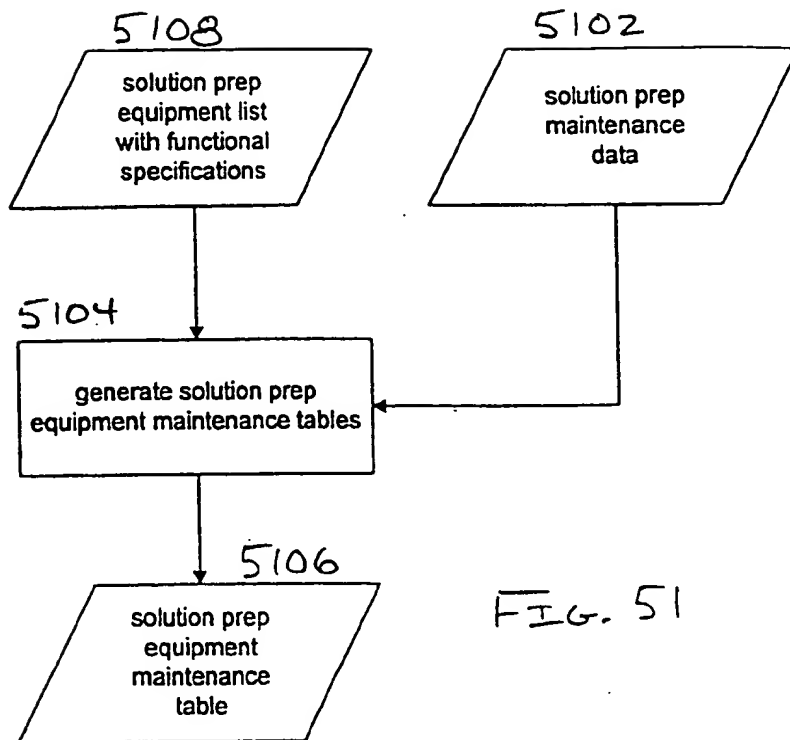 5108
solution prep
equipment list
with functional
specifications
5102
solution prep
maintenance
data
5104
generate solution prep
equipment maintenance tables
5106
solution prep
equipment
maintenance
table
FIG. 51